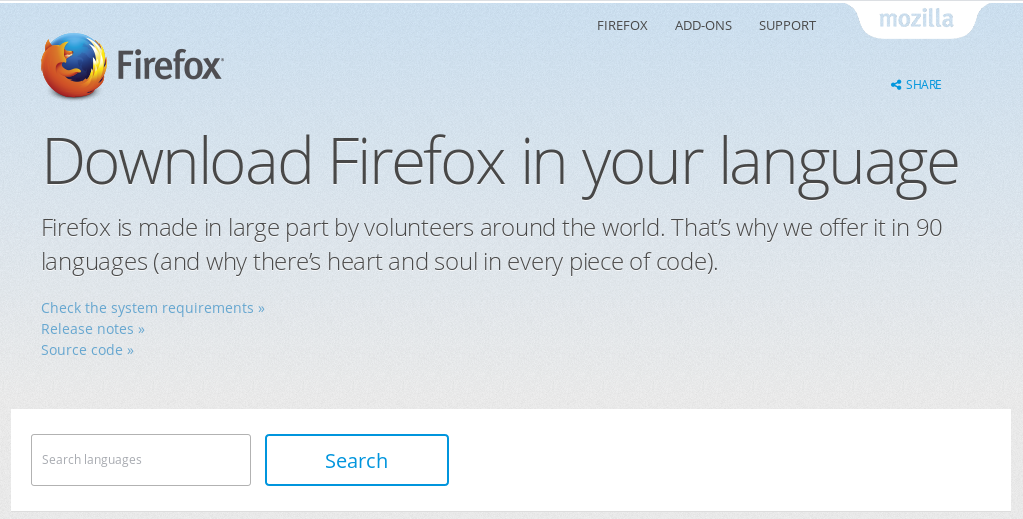 FIREFOX ADD-ONS SUPPORT mozilla
Firefox
SHARE
Download Firefox in your language
Firefox is made in large part by volunteers around the world. That’s why we offer it in 90
languages (and why there’s heart and soul in every piece of code).
Check the system requirements »
Release notes »
Source code »
Search languages Search